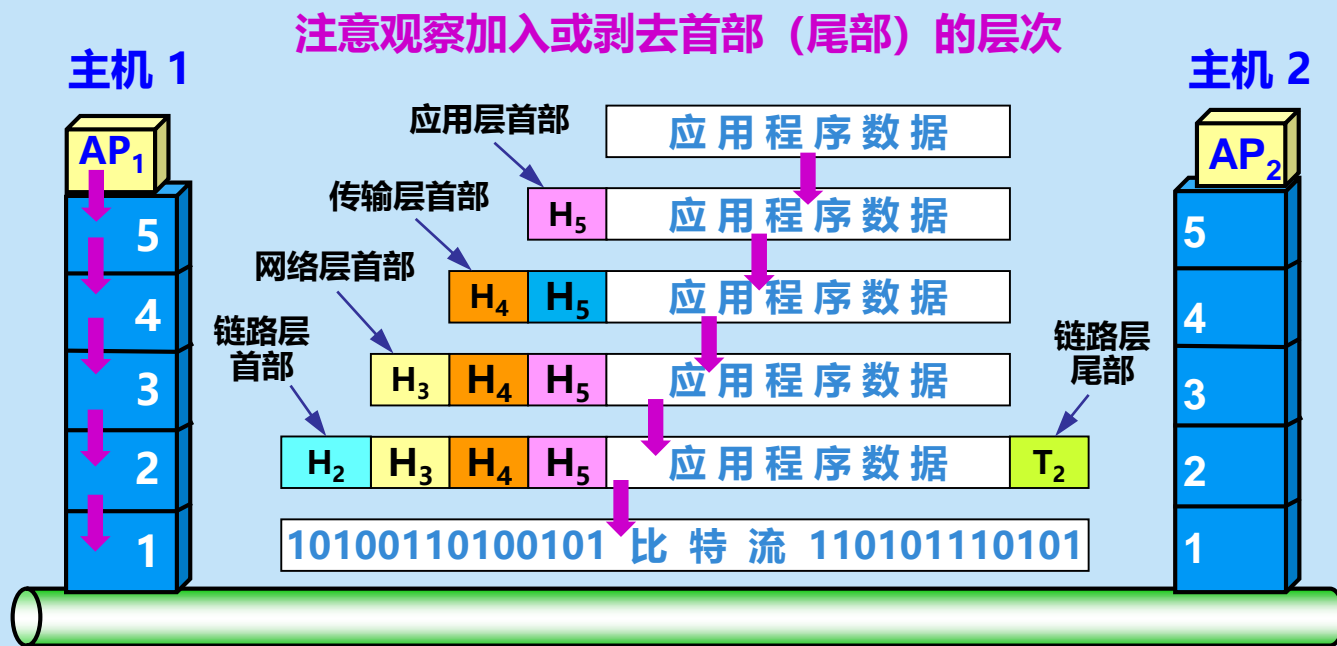 注意观察加入或剥去首部（尾部）的层次
主机 1
主机 2
AP1
5
4
3
2
1
应用层首部
应 用 程 序 数 据
传输层首部
H5 应 用 程 序 数 据
网络层首部
H4 H5 应 用 程 序 数 据
链路层
首部
H3 H4 H5 应 用 程 序 数 据
链路层
尾部
H2 H3 H4 H5 应 用 程 序 数 据 T2
10100110100101 比 特 流 110101110101
AP2
5
4
3
2
1